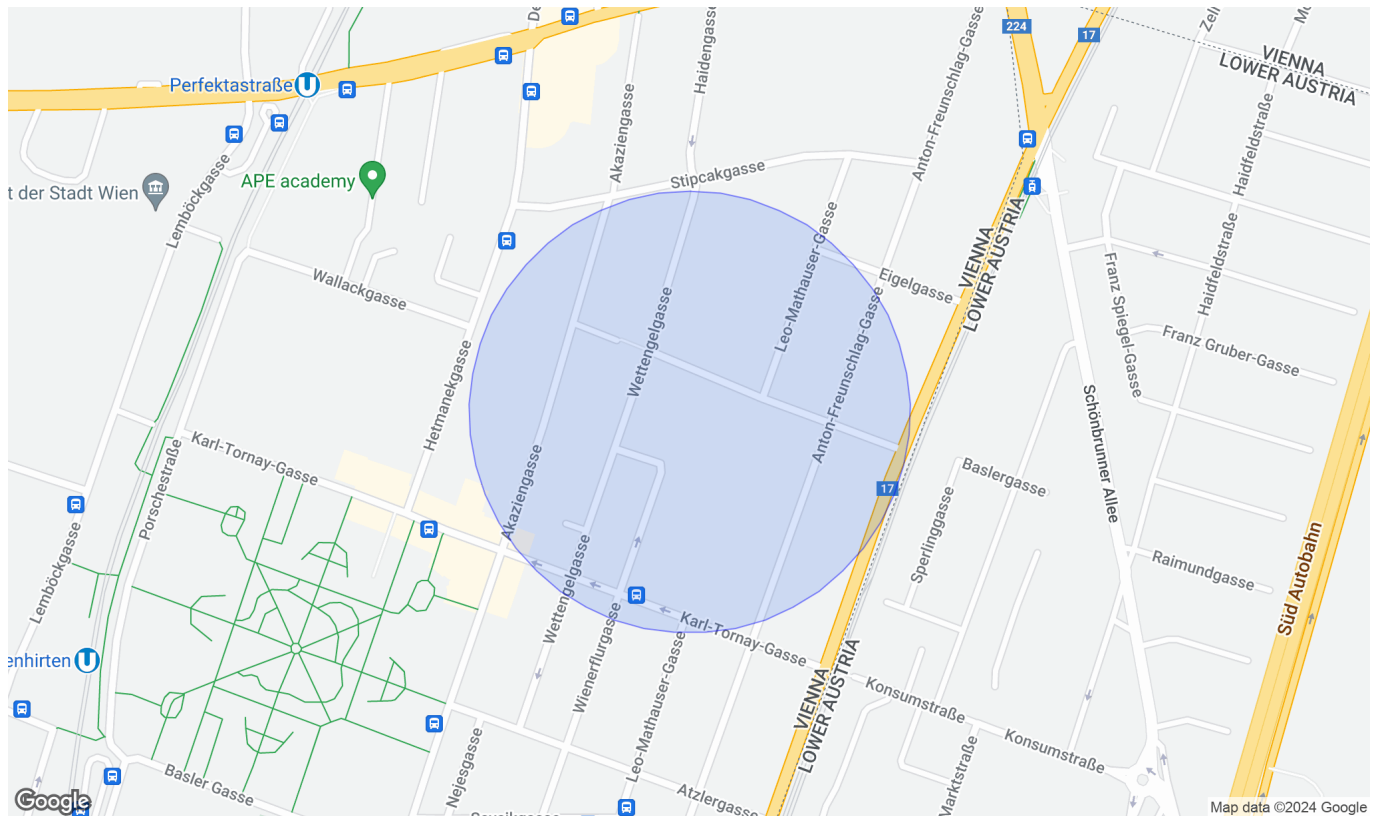 224
17
VIENNA
LOWER AUSTRIA
Perfektastraße
U
Haidengasse
Akaziengasse
Anton-Freunschlag-Gasse
Haidfeldstraße
t der Stadt Wien
Lemböckgasse
APE academy
Stipcakgasse
VIENNA
LOWER AUSTRIA
Leo-Mathauser-Gasse
Eigelgasse
Haidfeldstraße
Franz Spiegel-Gasse
Wallackgasse
Wettengelgasse
Anton-Freunschlag-Gasse
Franz Gruber-Gasse
Hetmanekgasse
Schönbrunner Allee
Karl-Tornay-Gasse
Porschestraße
Akaziengasse
17
Baslergasse
Sperlinggasse
Lemböckgasse
Wettengelgasse
Raimundgasse
Süd Autobahn
enhirten
U
Wienerflurgasse
Karl-Tornay-Gasse
Leo-Mathauser-Gasse
VIENNA
LOWER AUSTRIA
Konsumstraße
Konsumstraße
Nejesgasse
Marktstraße
Basler Gasse
Atzlergasse
Google
Map data ©2024 Google